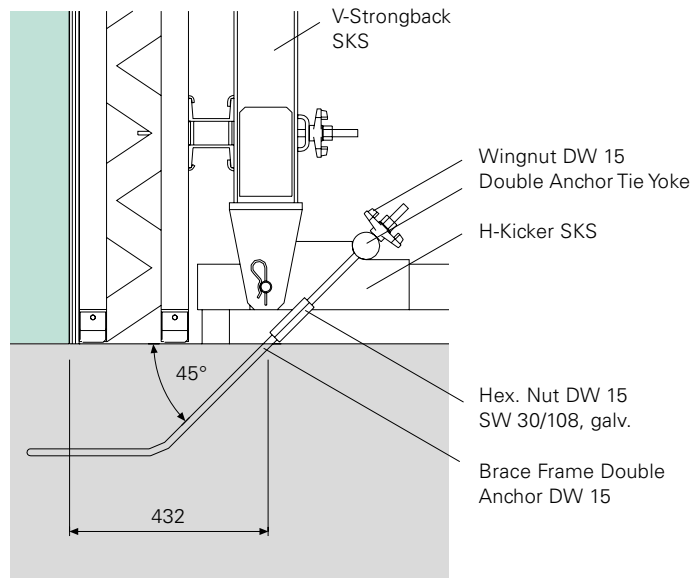 V-Strongback
SKS
Wingnut DW 15
Double Anchor Tie Yoke
H-Kicker SKS
45°
Hex. Nut DW 15
SW 30/108, galv.
Brace Frame Double
Anchor DW 15
432